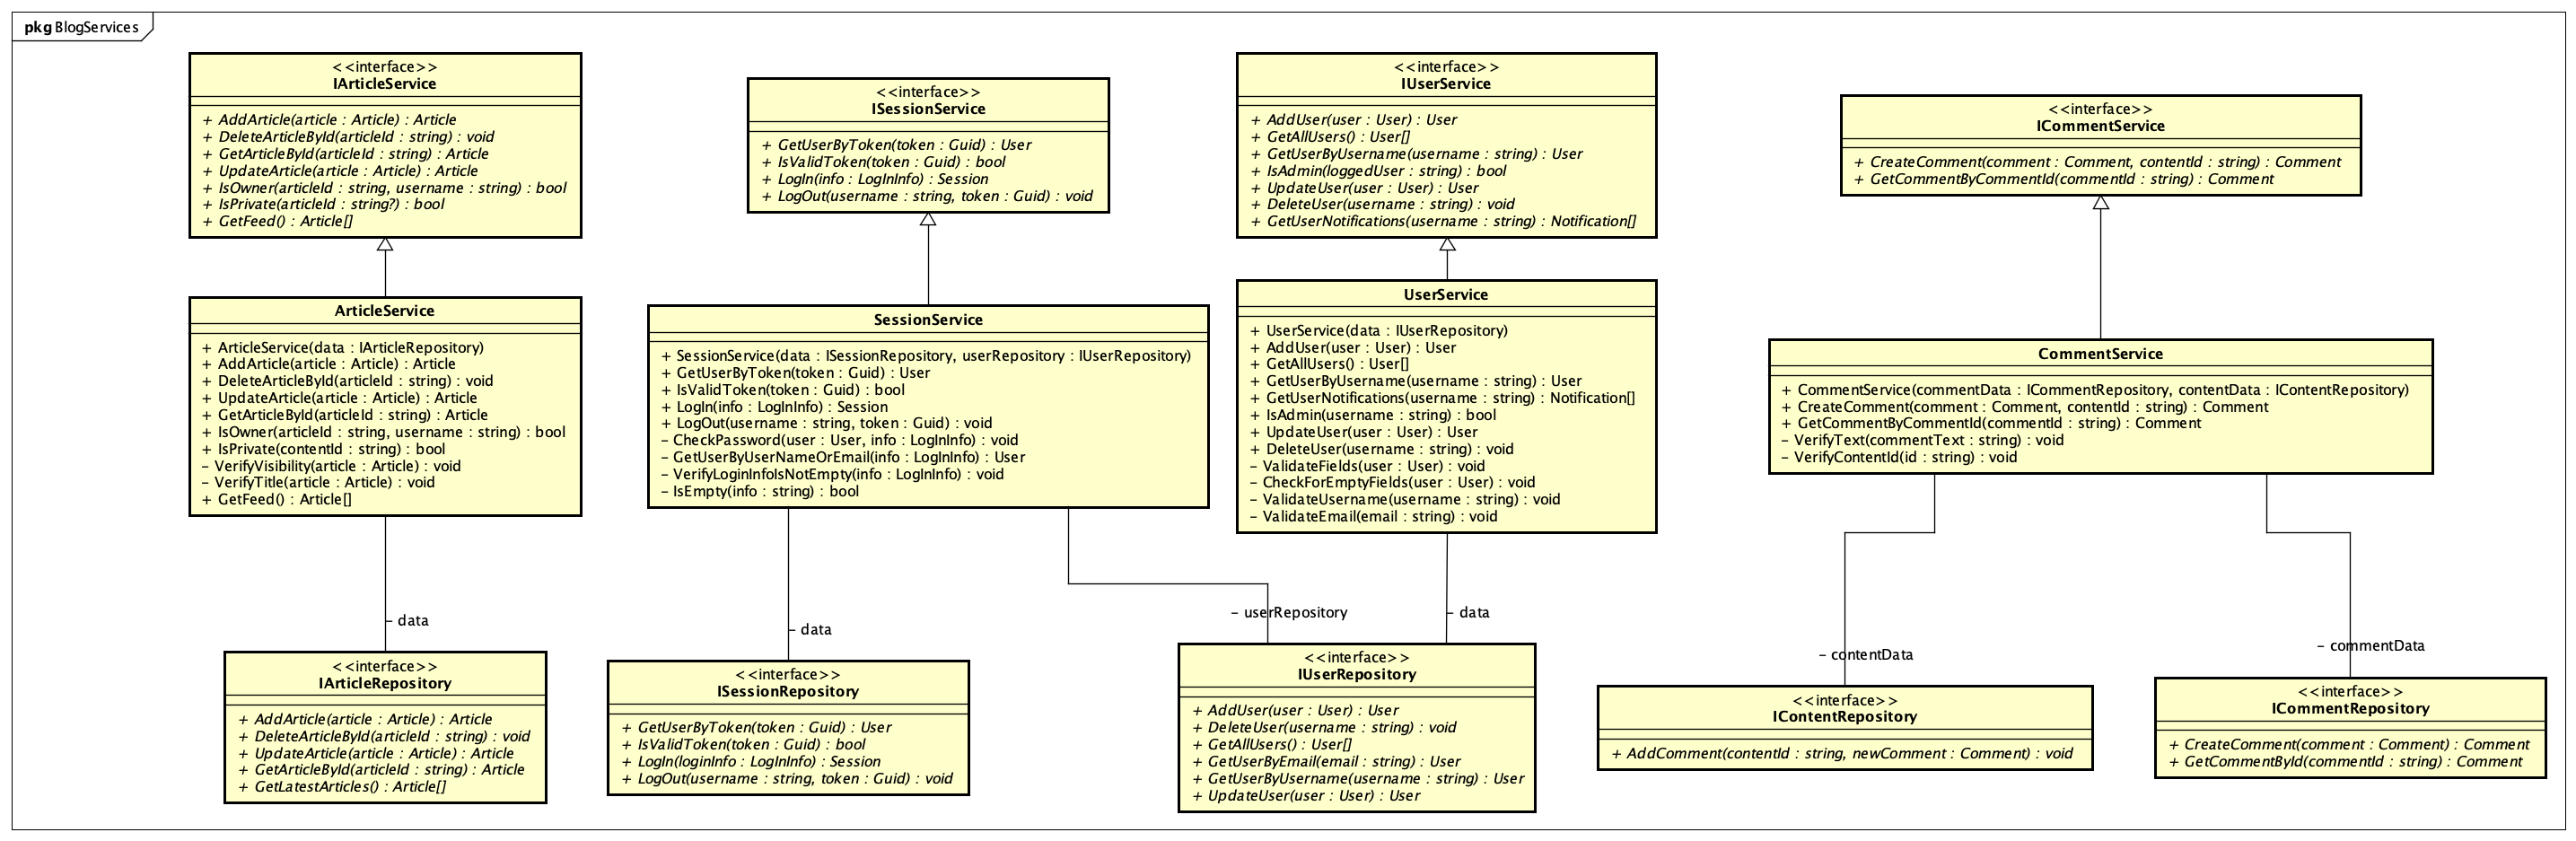 pkg BlogServices
<<interface>>
IArticleService
+ AddArticle(article : Article) : Article
+ DeleteArticleById(articleId : string) : void
+ GetArticleById(articleId : string) : Article
+ UpdateArticle(article : Article) : Article
+ IsOwner(articleId : string, username : string) : bool
+ IsPrivate(articleId : string?) : bool
+ GetFeed() : Article[]
<<interface>>
ISessionService
+ GetUserByToken(token : Guid) : User
+ IsValidToken(token : Guid) : bool
+ LogIn(info : LogInInfo) : Session
+ LogOut(username : string, token : Guid) : void
<<interface>>
IUserService
+ AddUser(user : User) : User
+ GetAllUsers() : User[]
+ GetUserByUsername(username : string) : User
+ IsAdmin(loggedUser : string) : bool
+ UpdateUser(user : User) : User
+ DeleteUser(username : string) : void
+ GetUserNotifications(username : string) : Notification[]
<<interface>>
ICommentService
+ CreateComment(comment : Comment, contentId : string) : Comment
+ GetCommentByCommentId(commentId : string) : Comment
ArticleService
+ ArticleService(data : IArticleRepository)
+ AddArticle(article : Article) : Article
+ DeleteArticleById(articleId : string) : void
+ UpdateArticle(article : Article) : Article
+ GetArticleById(articleId : string) : Article
+ IsOwner(articleId : string, username : string) : bool
+ IsPrivate(contentId : string) : bool
- VerifyVisibility(article : Article) : void
- VerifyTitle(article : Article) : void
+ GetFeed() : Article[]
SessionService
+ SessionService(data : ISessionRepository, userRepository : IUserRepository)
+ GetUserByToken(token : Guid) : User
+ IsValidToken(token : Guid) : bool
+ LogIn(info : LogInInfo) : Session
+ LogOut(username : string, token : Guid) : void
- CheckPassword(user : User, info : LogInInfo) : void
- GetUserByUserNameOrEmail(info : LogInInfo) : User
- VerifyLoginInfoIsNotEmpty(info : LogInInfo) : void
- IsEmpty(info : string) : bool
UserService
+ UserService(data : IUserRepository)
+ AddUser(user : User) : User
+ GetAllUsers() : User[]
+ GetUserByUsername(username : string) : User
+ GetUserNotifications(username : string) : Notification[]
+ IsAdmin(username : string) : bool
+ UpdateUser(user : User) : User
+ DeleteUser(username : string) : void
- ValidateFields(user : User) : void
- CheckForEmptyFields(user : User) : void
- ValidateUsername(username : string) : void
- ValidateEmail(email : string) : void
CommentService
+ CommentService(commentData : ICommentRepository, contentData : IContentRepository)
+ CreateComment(comment : Comment, contentId : string) : Comment
+ GetCommentByCommentId(commentId : string) : Comment
- VerifyText(commentText : string) : void
- VerifyContentId(id : string) : void
- data
- data
- userRepository
- data
- contentData
- commentData
<<interface>>
IArticleRepository
+ AddArticle(article : Article) : Article
+ DeleteArticleById(articleId : string) : void
+ UpdateArticle(article : Article) : Article
+ GetArticleById(articleId : string) : Article
+ GetLatestArticles() : Article[]
<<interface>>
ISessionRepository
+ GetUserByToken(token : Guid) : User
+ IsValidToken(token : Guid) : bool
+ LogIn(loginInfo : LogInInfo) : Session
+ LogOut(username : string, token : Guid) : void
<<interface>>
IUserRepository
+ AddUser(user : User) : User
+ DeleteUser(username : string) : void
+ GetAllUsers() : User[]
+ GetUserByEmail(email : string) : User
+ GetUserByUsername(username : string) : User
+ UpdateUser(user : User) : User
<<interface>>
IContentRepository
+ AddComment(contentId : string, newComment : Comment) : void
<<interface>>
ICommentRepository
+ CreateComment(comment : Comment) : Comment
+ GetCommentById(commentId : string) : Comment